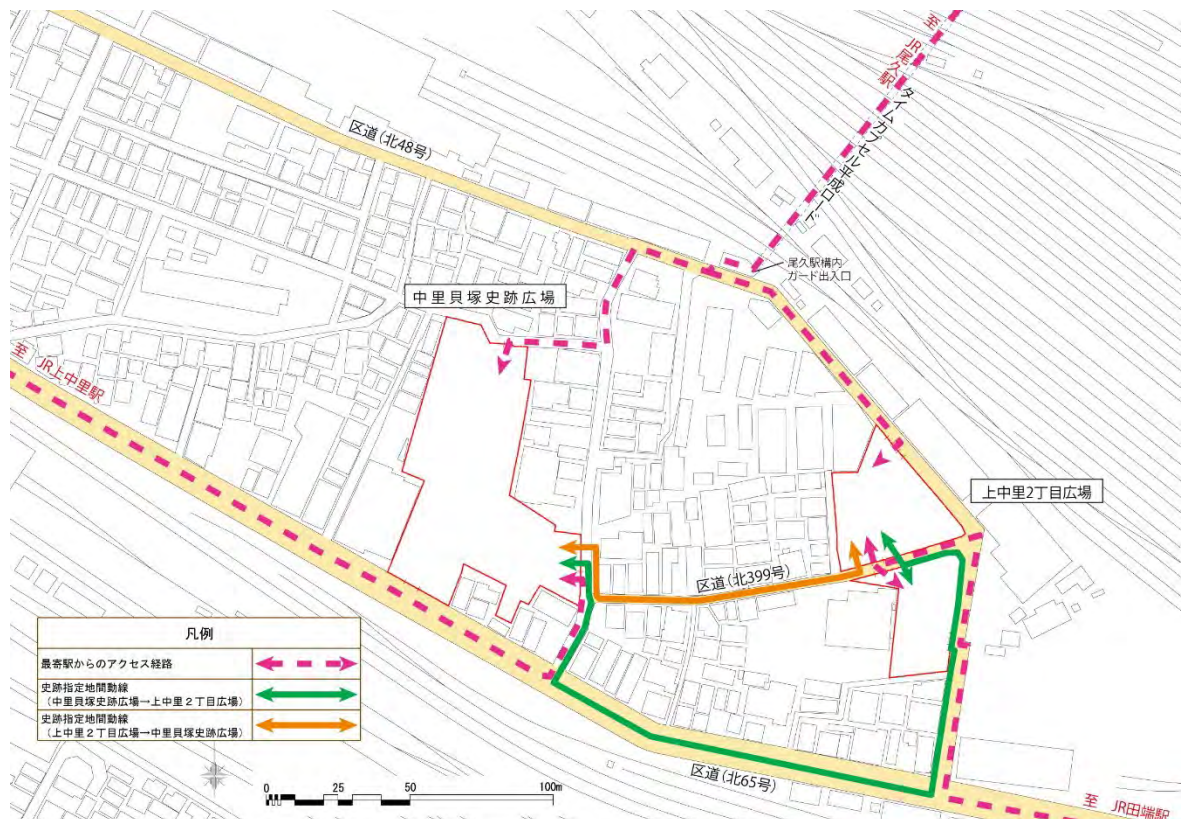 至 JR尾久駅
タイムカプセル平成ロード
区道(北48号)
尾久駅構内
ガード出入口
中里貝塚史跡広場
至 JR上中里駅
上中里2丁目広場
区道(北399号)
凡例
最寄駅からのアクセス経路
史跡指定地間動線
(中里貝塚史跡広場→上中里2丁目広場)
史跡指定地間動線
(上中里2丁目広場→中里貝塚史跡広場)
0 25 50 100m
区道(北65号)
至 JR田端駅